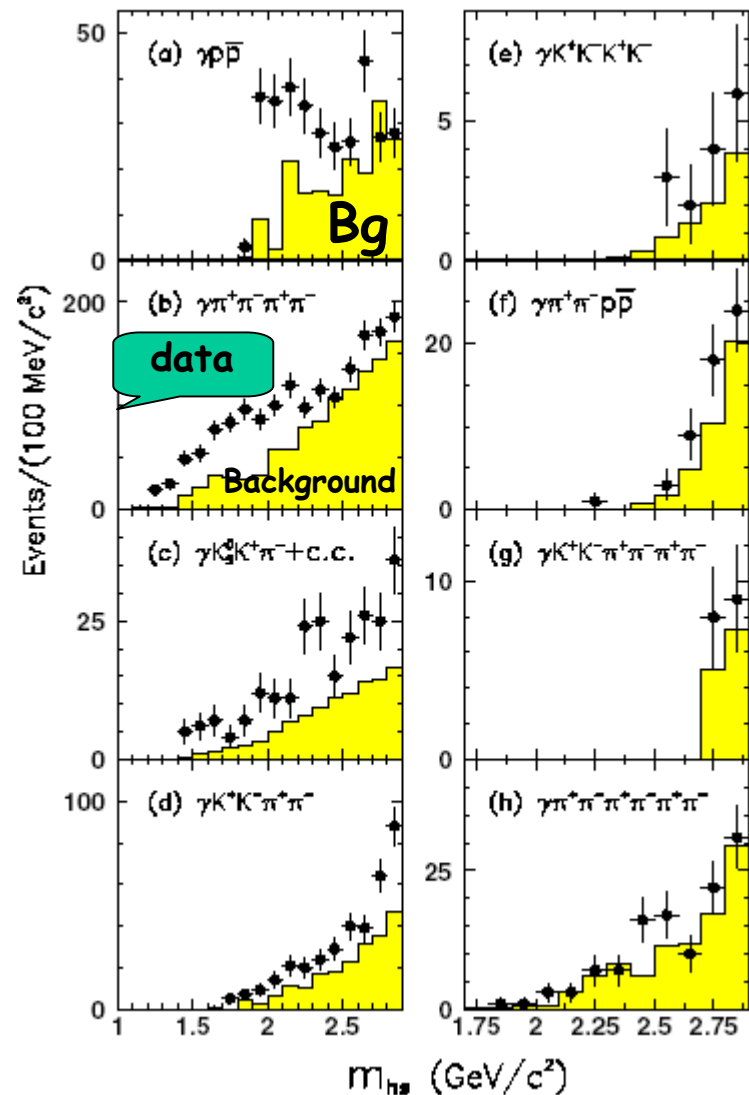 50
(a) γpp̅
Bg
0
(e) γK⁺K⁻K⁺K⁻
5
0
Events/(100 MeV/c²)
200
(b) γπ⁺π⁻π⁺π⁻
data
Background
0
(f) γπ⁺π⁻pp̅
20
0
(c) γK⁰ₛK⁺π⁻+c.c.
25
0
(g) γK⁺K⁻π⁺π⁻π⁺π⁻
10
0
100
(d) γK⁺K⁻π⁺π⁻
0
(h) γπ⁺π⁻π⁺π⁻π⁺π⁻
25
0
1 1.5 2 2.5
1.75 2 2.25 2.5 2.75
m_hs (GeV/c²)